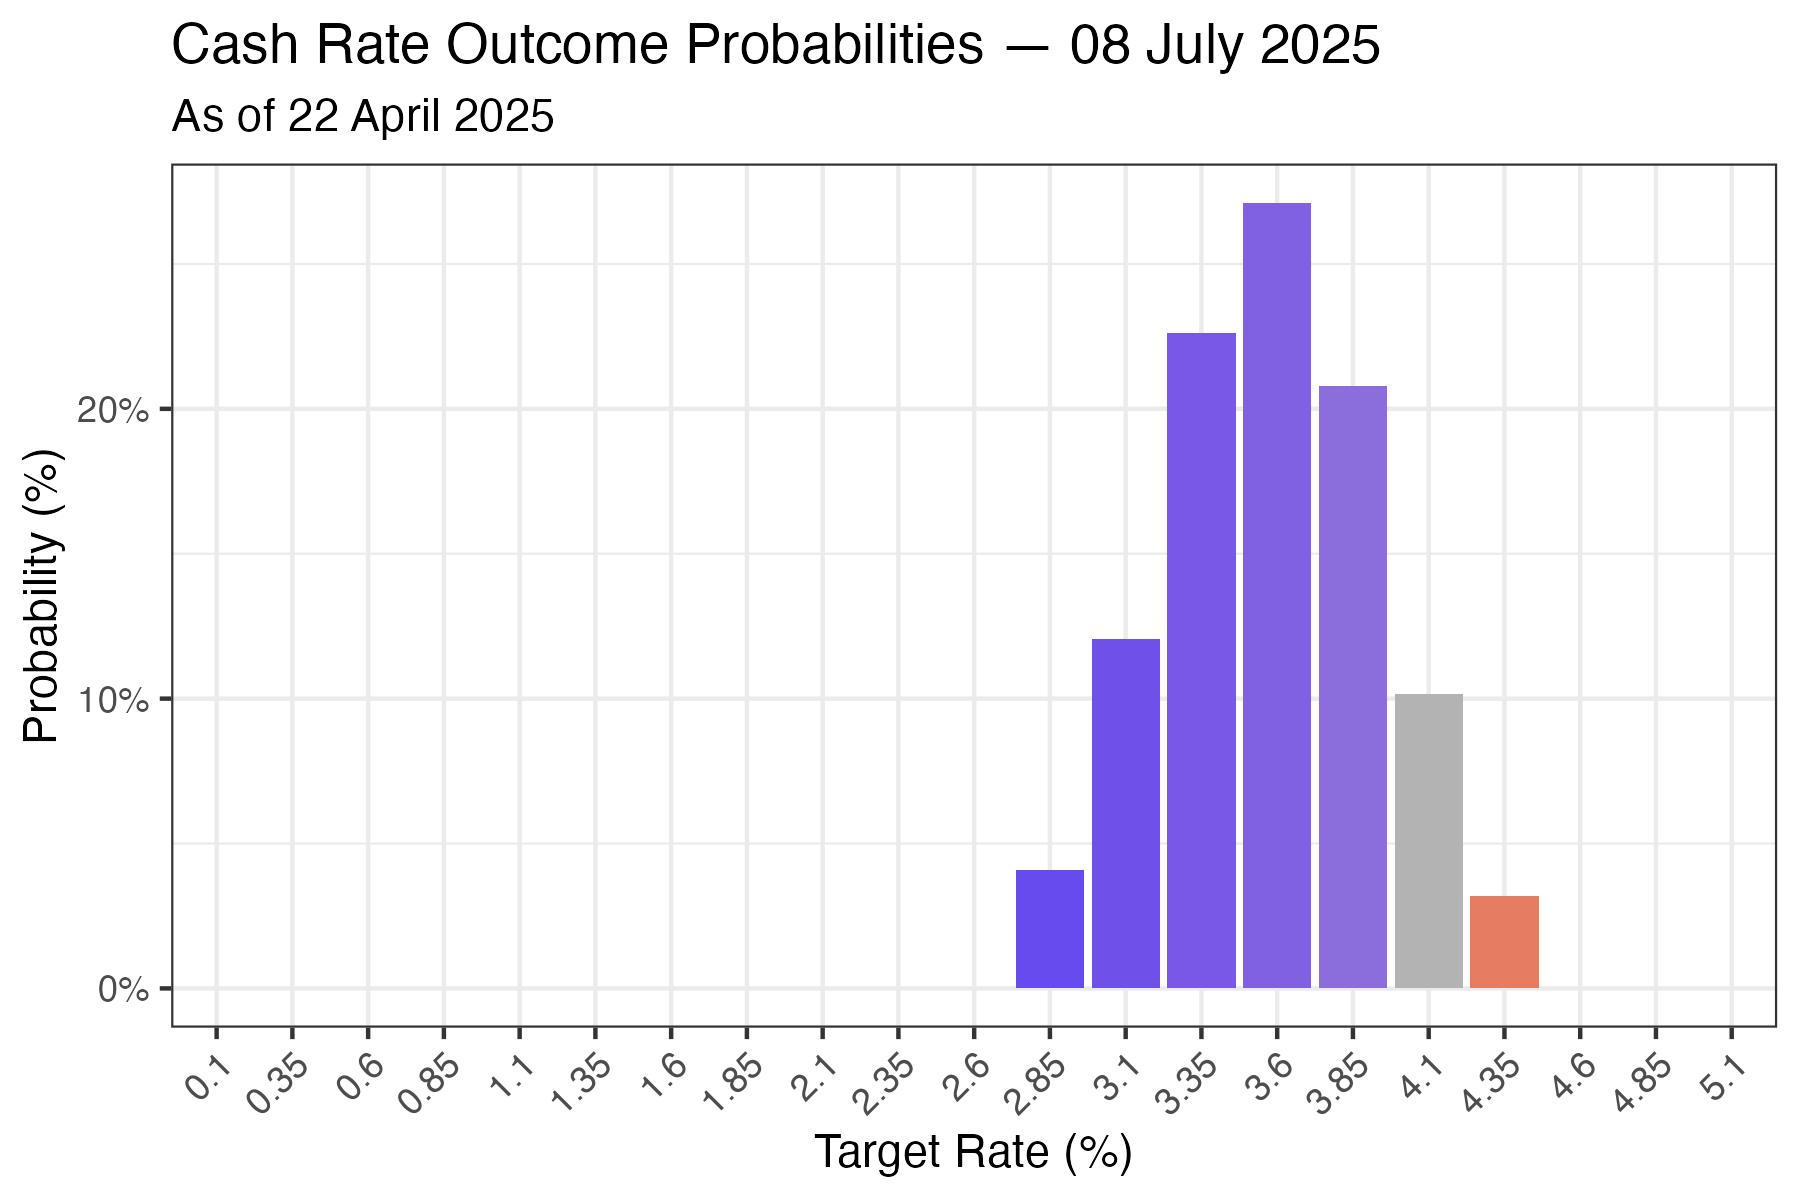 Cash Rate Outcome Probabilities — 08 July 2025
As of 22 April 2025
Probability (%)
20%
10%
0%
0.1 0.35 0.6 0.85 1.1 1.35 1.6 1.85 2.1 2.35 2.6 2.85 3.1 3.35 3.6 3.85 4.1 4.35 4.6 4.85 5.1
Target Rate (%)